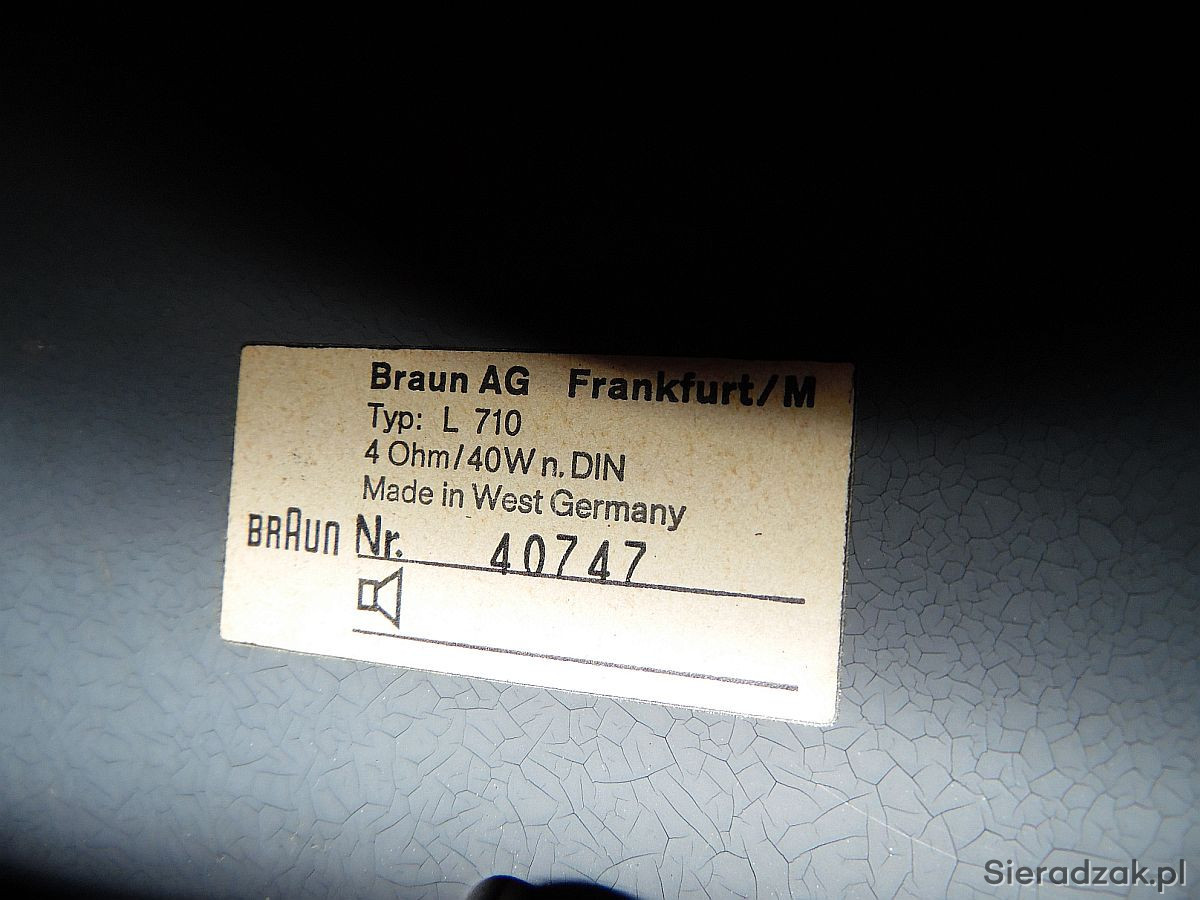 Braun AG Frankfurt/M
Typ: L 710
4 Ohm/40W n. DIN
Made in West Germany
BRAUN Nr. 40747
Sieradzak.pl